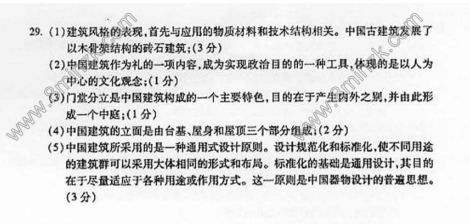 29. (1)建筑风格的表现,首先与应用的物质材料和技术结构相关。中国古建筑发展了
以木骨架结构的砖石建筑;(3分)
(2)中国建筑作为礼的一项内容,成为实现政治目的的一种工具,体现的是以人为
中心的文化观念;(1分)
(3)门堂分立是中国建筑构成的一个主要特色,目的在于产生内外之别,并由此形
成一个中庭;(1分)
(4)中国建筑的立面是由台基、屋身和屋顶三个部分组成;(2分)
(5)中国建筑所采用的是一种通用式设计原则。设计规范化和标准化,使不同用途
的建筑群可以采用大体相同的形式和布局。标准化的基础是通用设计,其目的
在于尽量适应于各种用途或作用方式。这一原则是中国器物设计的普遍思想。
(3分)